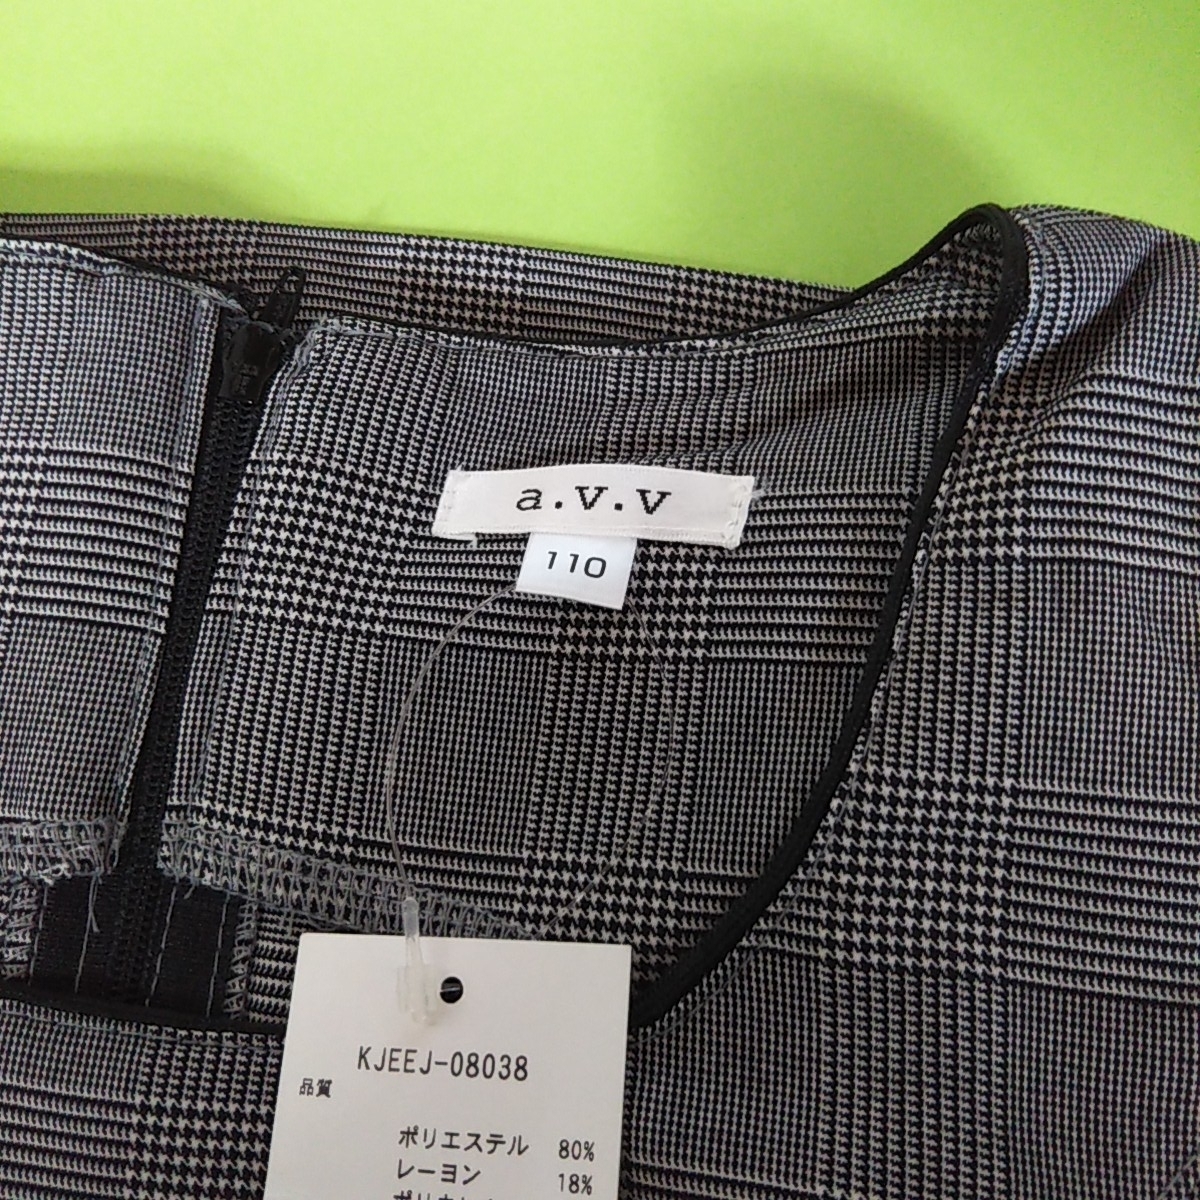 a.v.v
110
KJEEJ-08038
品質
ポリエステル 80%
レーヨン 18%